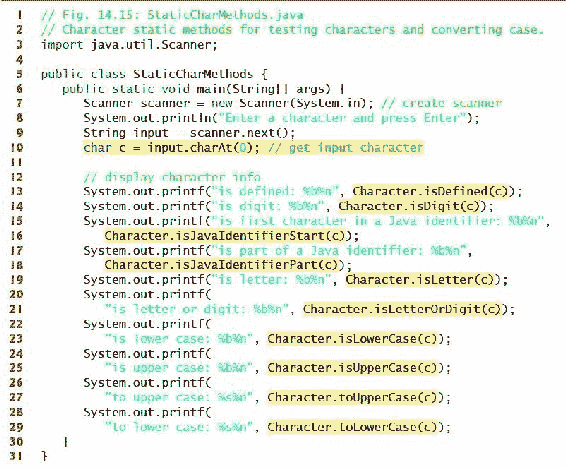 1 // Fig. 14.15: StaticCharMethods.java
2 // Character static methods for testing characters and converting case.
3 import java.util.Scanner;
4
5 public class StaticCharMethods {
6 public static void main(String[] args) {
7 Scanner scanner = new Scanner(System.in); // create scanner
8 System.out.println("Enter a character and press Enter");
9 String input = scanner.next();
10 char c = input.charAt(0); // get input character
11
12 // display character info
13 System.out.printf("is defined: %b%n", Character.isDefined(c));
14 System.out.printf("is digit: %b%n", Character.isDigit(c));
15 System.out.printf("is first character in a Java identifier: %b%n",
16 Character.isJavaIdentifierStart(c));
17 System.out.printf("is part of a Java identifier: %b%n",
18 Character.isJavaIdentifierPart(c));
19 System.out.printf("is letter: %b%n", Character.isLetter(c));
20 System.out.printf(
21 "is letter or digit: %b%n", Character.isLetterOrDigit(c));
22 System.out.printf(
23 "is lower case: %b%n", Character.isLowerCase(c));
24 System.out.printf(
25 "is upper case: %b%n", Character.isUpperCase(c));
26 System.out.printf(
27 "to upper case: %s%n", Character.toUpperCase(c));
28 System.out.printf(
29 "to lower case: %s%n", Character.toLowerCase(c));
30 }
31 }